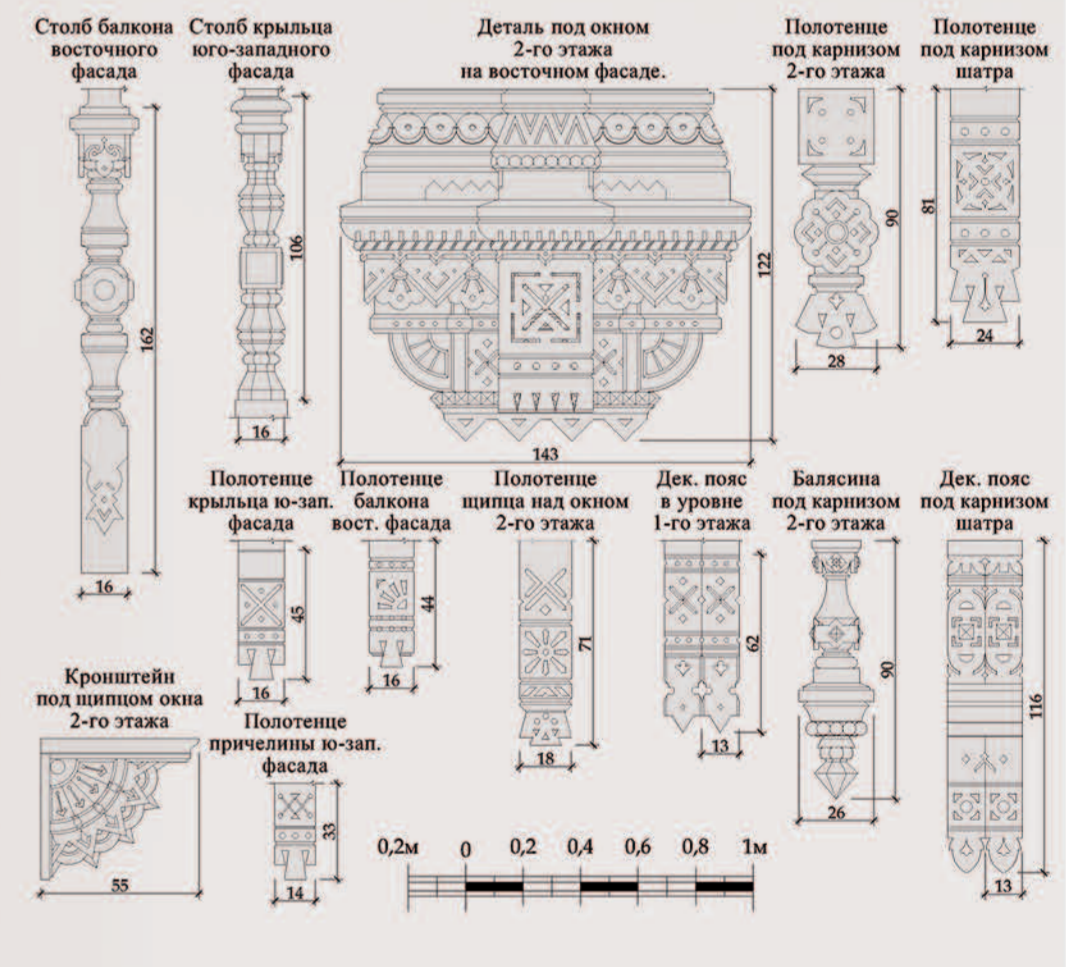 Столб балкона
восточного
фасада
162
16
Столб крыльца
юго-западного
фасада
106
16
Деталь под окном
2-го этажа
на восточном фасаде.
122
143
Полотенце
под карнизом
2-го этажа
90
28
Полотенце
под карнизом
шатра
81
24
Полотенце
крыльца ю-зап.
фасада
45
16
Полотенце
балкона
вост. фасада
44
16
Полотенце
щипца над окном
2-го этажа
71
18
Дек. пояс
в уровне
1-го этажа
62
13
Балясина
под карнизом
2-го этажа
90
26
Дек. пояс
под карнизом
шатра
116
13
Кронштейн
под щипцом окна
2-го этажа
55
Полотенце
причелины ю-зап.
фасада
33
14
0,2м 0 0,2 0,4 0,6 0,8 1м